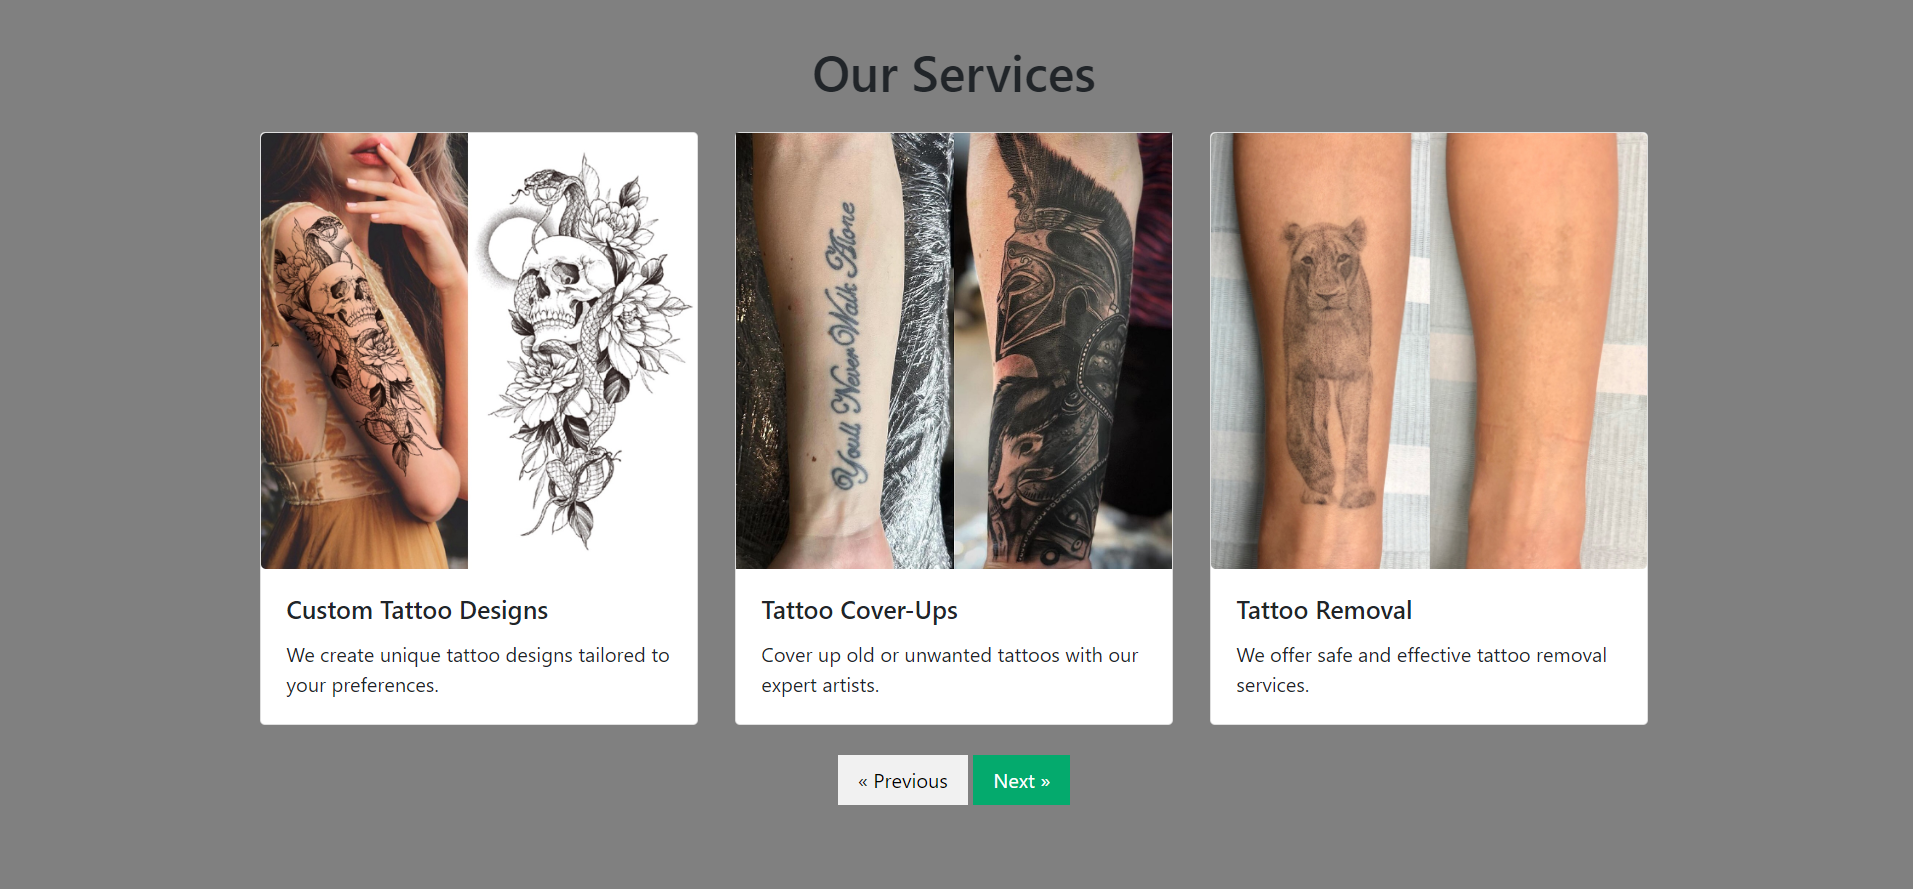 Our Services
You'll Never Walk Alone
Custom Tattoo Designs
We create unique tattoo designs tailored to
your preferences.
Tattoo Cover-Ups
Cover up old or unwanted tattoos with our
expert artists.
Tattoo Removal
We offer safe and effective tattoo removal
services.
« Previous
Next »